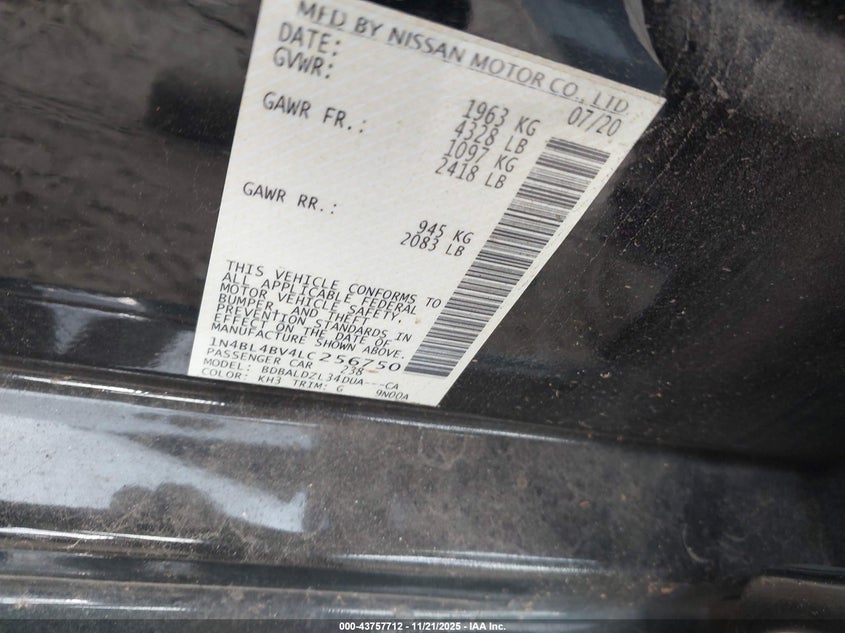 MFD BY NISSAN MOTOR CO., LTD
DATE: 07/20
GVWR: 1963 KG
4328 LB
GAWR FR.: 1097 KG
2418 LB
GAWR RR.: 945 KG
2083 LB
THIS VEHICLE CONFORMS TO
ALL APPLICABLE FEDERAL
MOTOR VEHICLE SAFETY,
BUMPER, AND THEFT
PREVENTION STANDARDS IN
EFFECT ON THE DATE OF
MANUFACTURE SHOWN ABOVE.
1N4BL4BV4LC256750
PASSENGER CAR 238
MODEL: BDBALDZL34DUA---CA
COLOR: KH3 TRIM: G 9N00A
000-43757712 - 11/21/2025 - IAA Inc.